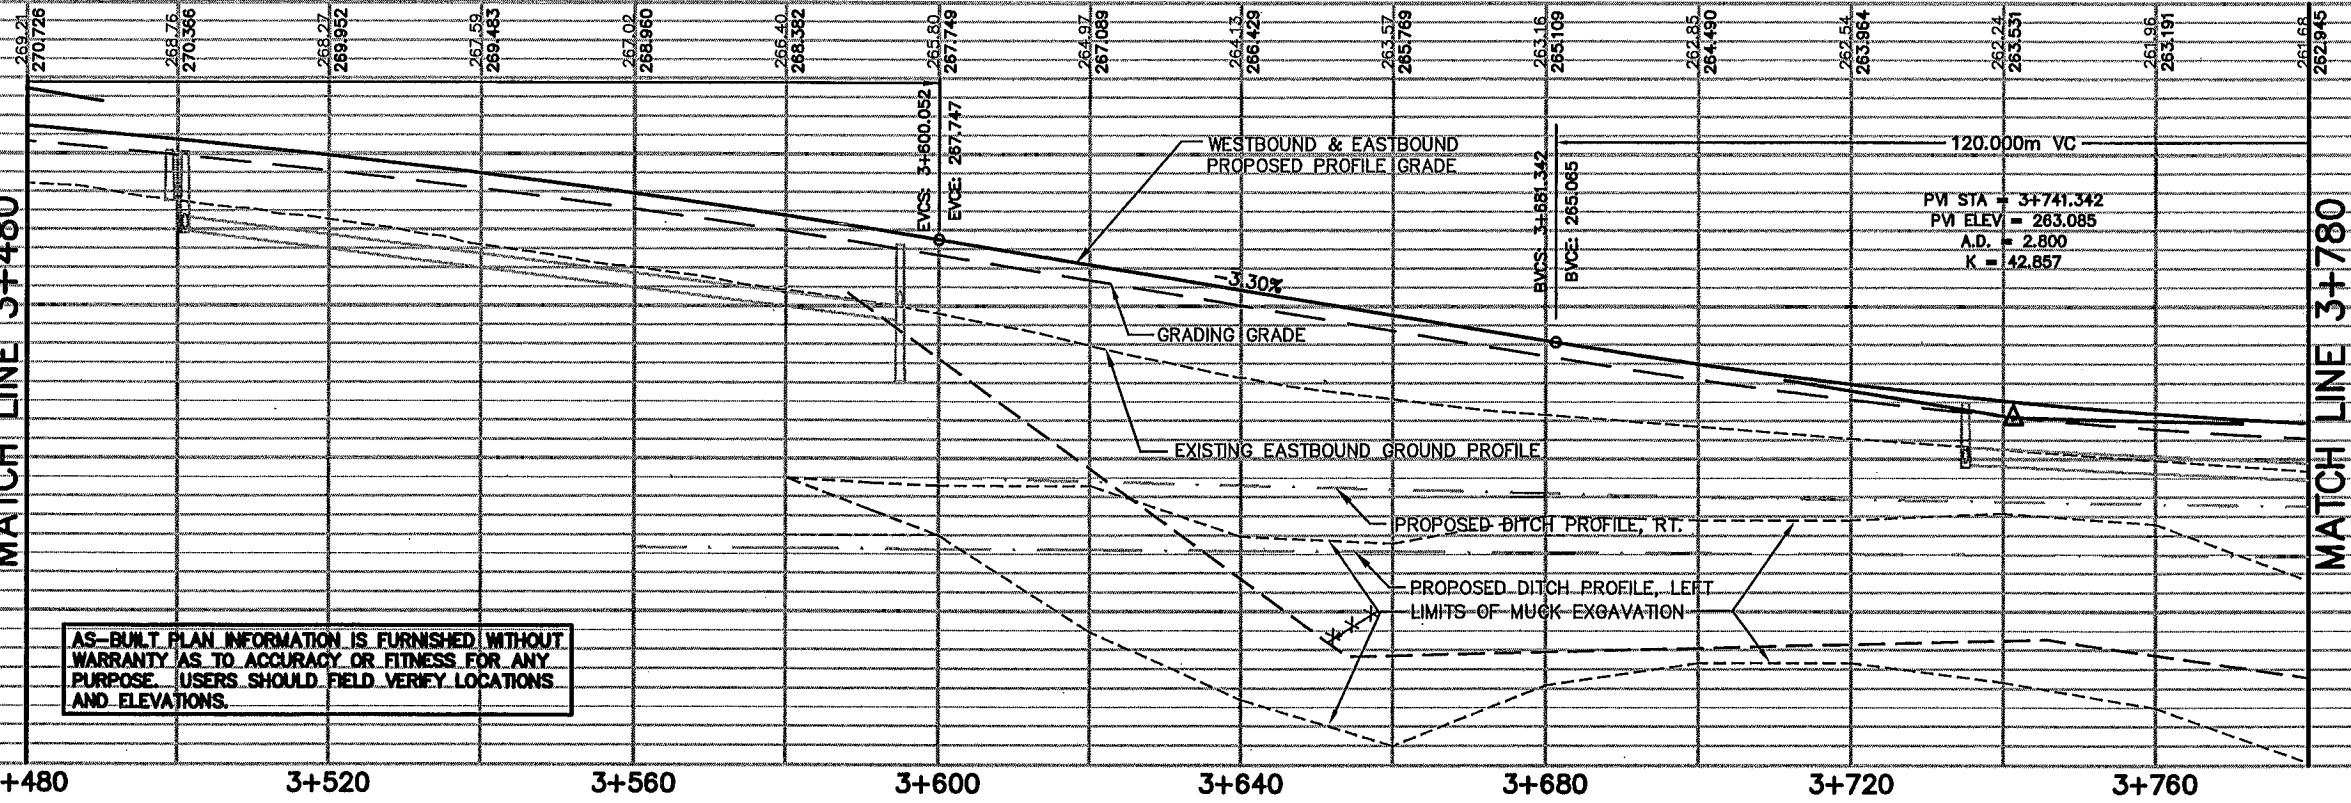 269.21
270.726
268.76
270.366
268.27
269.952
267.59
269.483
267.02
268.960
266.40
268.382
265.80
267.749
264.97
267.089
264.13
266.429
263.57
265.769
263.16
265.109
262.85
264.490
262.54
263.964
262.24
263.531
261.96
263.191
261.68
262.945
EVCS: 3+600.052
EVCE: 267.747
WESTBOUND & EASTBOUND
PROPOSED PROFILE GRADE
BVCS: 3+681.342
BVCE: 265.065
120.000m VC
PVI STA = 3+741.342
PVI ELEV = 263.085
A.D. = 2.800
K = 42.857
-3.30%
GRADING GRADE
EXISTING EASTBOUND GROUND PROFILE
PROPOSED DITCH PROFILE, RT.
PROPOSED DITCH PROFILE, LEFT
LIMITS OF MUCK EXCAVATION
MATCH LINE 3+480
MATCH LINE 3+780
AS-BUILT PLAN INFORMATION IS FURNISHED WITHOUT
WARRANTY AS TO ACCURACY OR FITNESS FOR ANY
PURPOSE. USERS SHOULD FIELD VERIFY LOCATIONS
AND ELEVATIONS.
+480
3+520
3+560
3+600
3+640
3+680
3+720
3+760